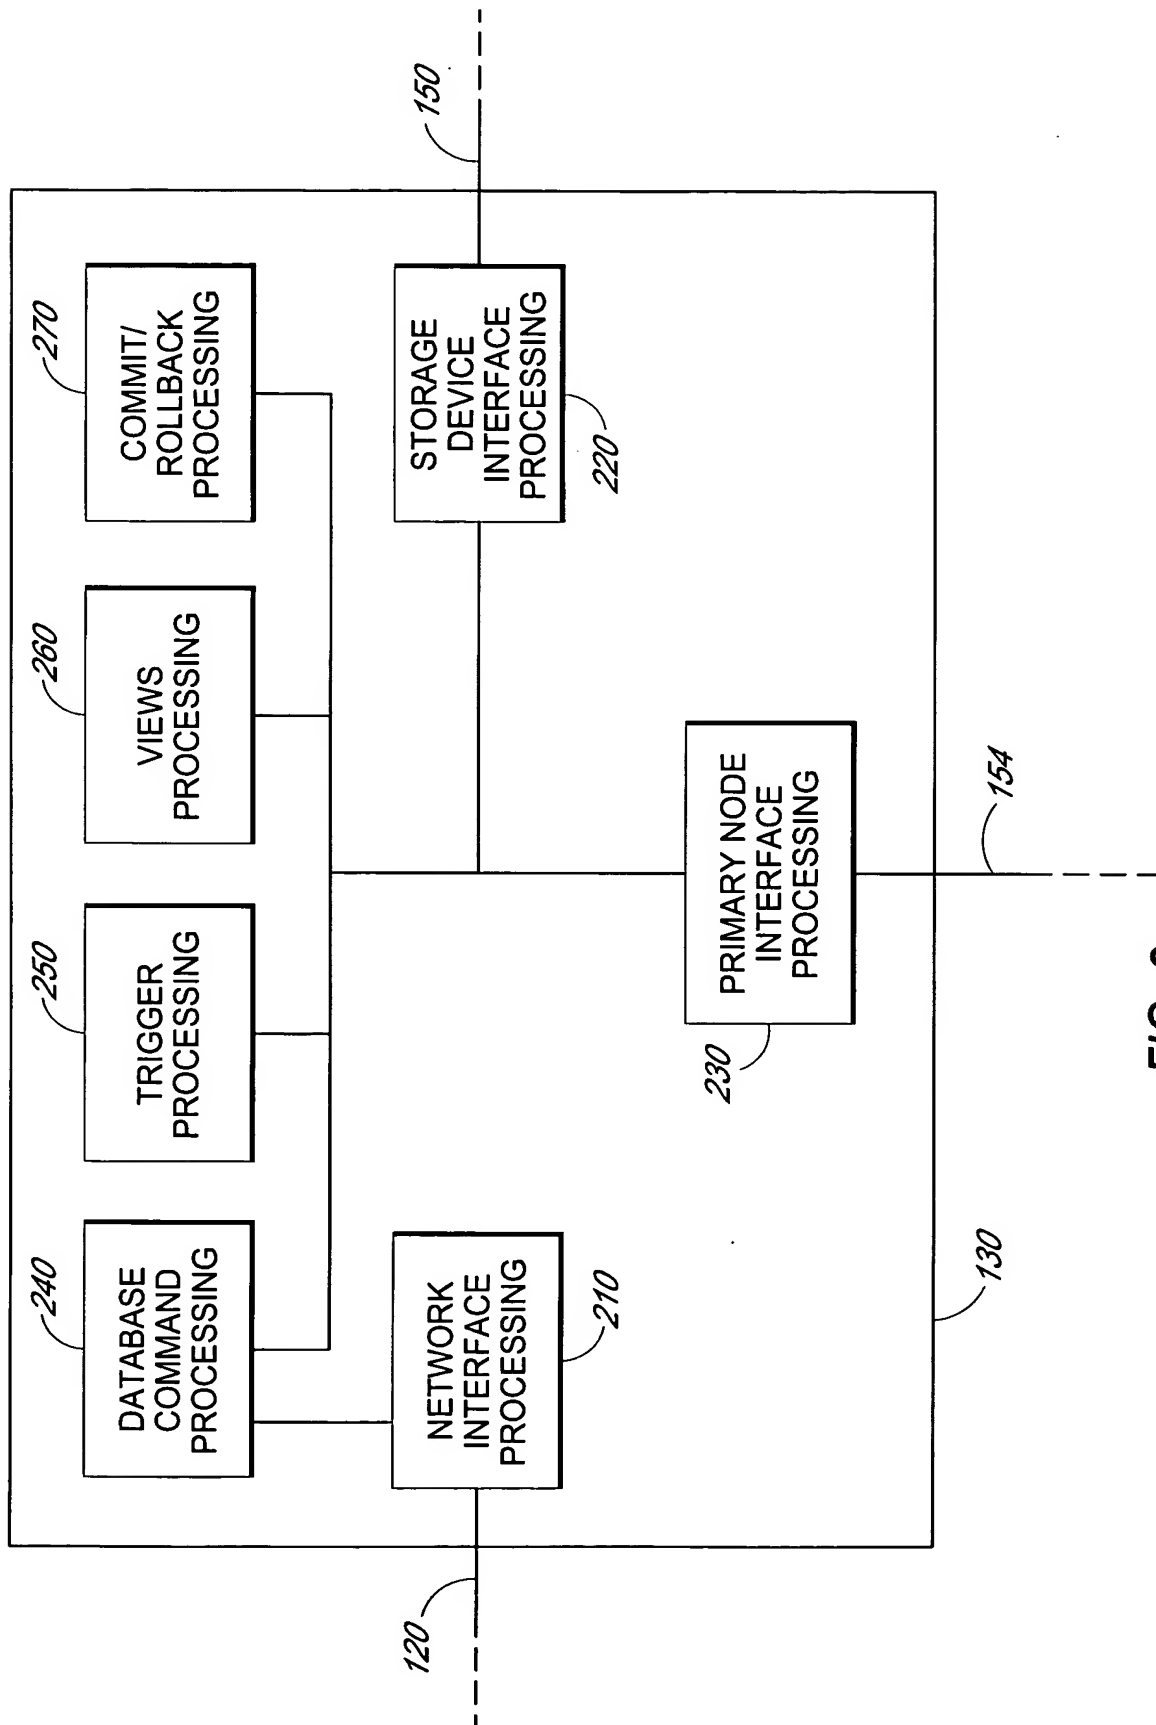 240
DATABASE
COMMAND
PROCESSING
250
TRIGGER
PROCESSING
260
VIEWS
PROCESSING
270
COMMIT/
ROLLBACK
PROCESSING
120
NETWORK
INTERFACE
PROCESSING
210
STORAGE
DEVICE
INTERFACE
PROCESSING
220
150
230
PRIMARY NODE
INTERFACE
PROCESSING
130
154
FIG.